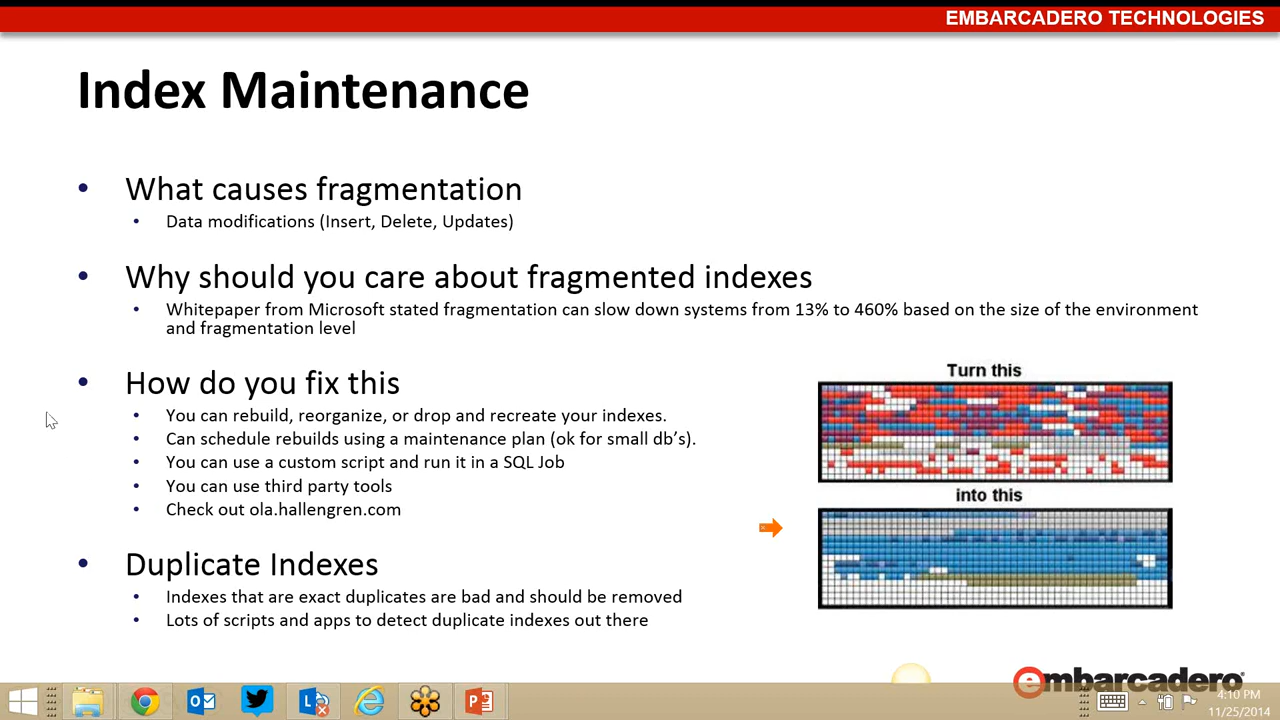 EMBARCADERO TECHNOLOGIES
Index Maintenance
• What causes fragmentation
• Data modifications (Insert, Delete, Updates)
• Why should you care about fragmented indexes
• Whitepaper from Microsoft stated fragmentation can slow down systems from 13% to 460% based on the size of the environment
and fragmentation level
• How do you fix this
• You can rebuild, reorganize, or drop and recreate your indexes.
• Can schedule rebuilds using a maintenance plan (ok for small db’s).
• You can use a custom script and run it in a SQL Job
• You can use third party tools
• Check out ola.hallengren.com
Turn this
into this
• Duplicate Indexes
• Indexes that are exact duplicates are bad and should be removed
• Lots of scripts and apps to detect duplicate indexes out there
embarcadero
4:10 PM
11/25/2014